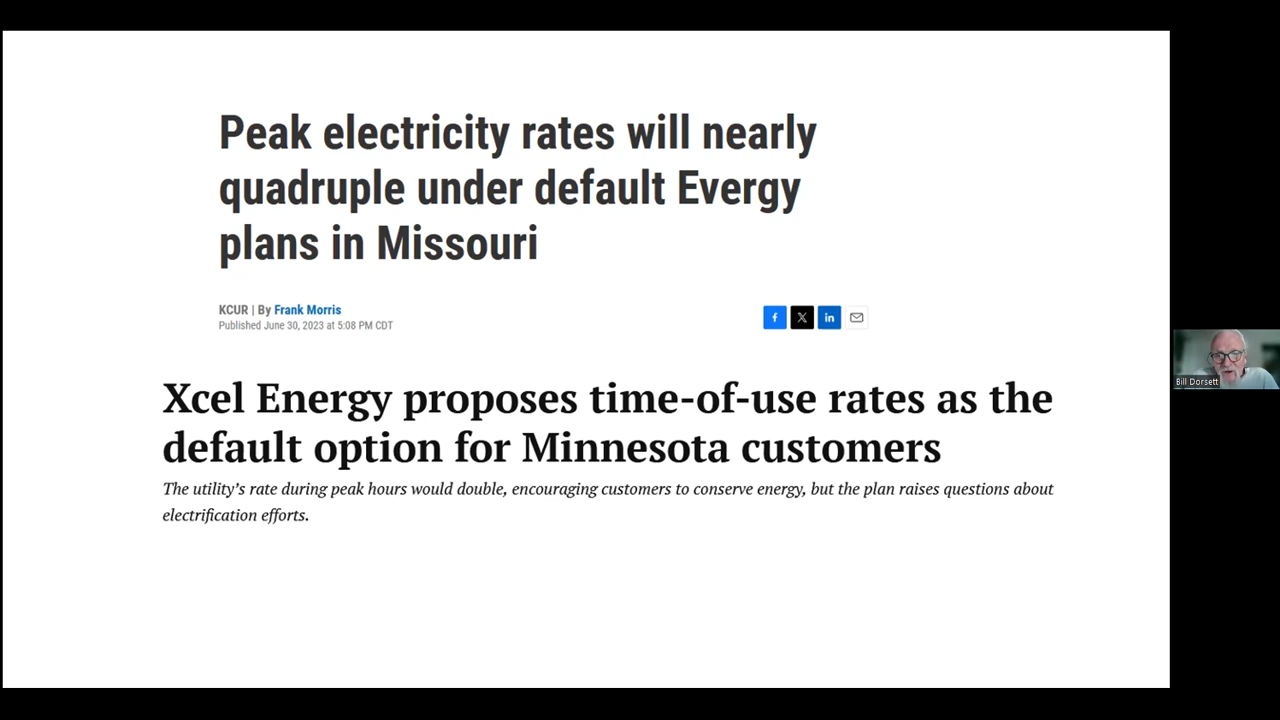 Peak electricity rates will nearly
quadruple under default Evergy
plans in Missouri
KCUR | By Frank Morris
Published June 30, 2023 at 5:08 PM CDT
f X in
Xcel Energy proposes time-of-use rates as the
default option for Minnesota customers
The utility’s rate during peak hours would double, encouraging customers to conserve energy, but the plan raises questions about
electrification efforts.
Bill Dorsett